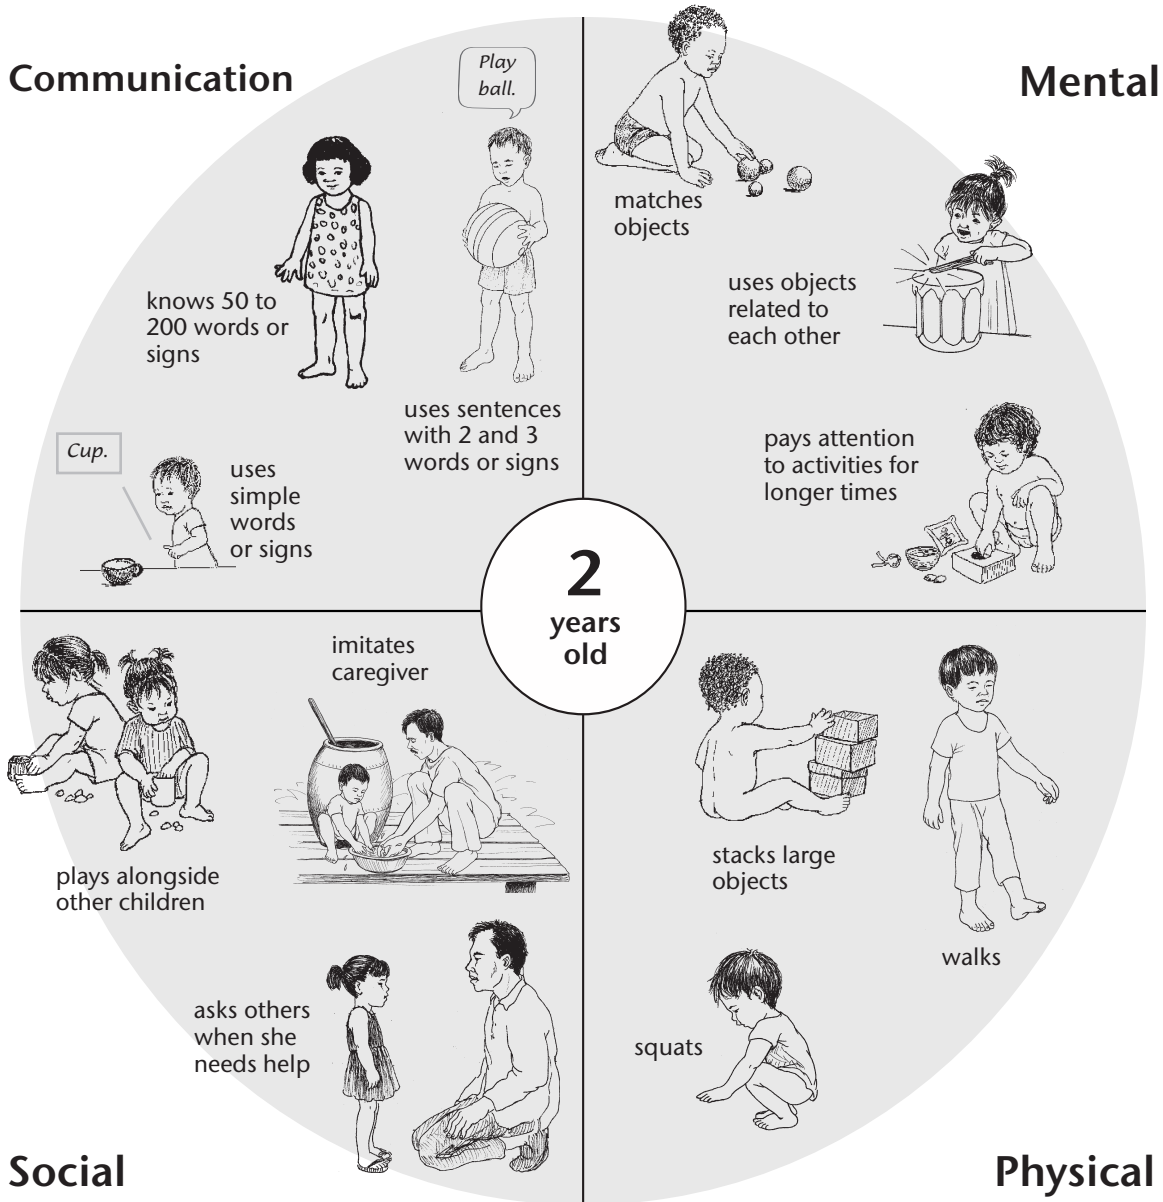 Communication
Play
ball.
knows 50 to
200 words or
signs
uses sentences
with 2 and 3
words or signs
Cup.
uses
simple
words
or signs
Mental
matches
objects
uses objects
related to
each other
pays attention
to activities for
longer times
2
years
old
imitates
caregiver
plays alongside
other children
asks others
when she
needs help
Social
stacks large
objects
walks
squats
Physical